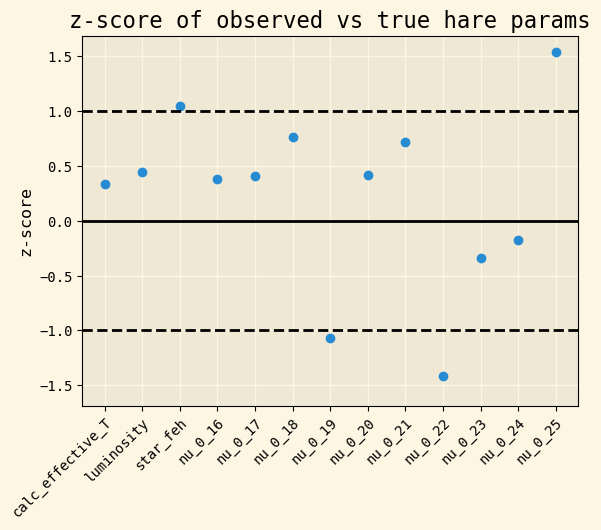 z-score of observed vs true hare params
1.5
1.0
0.5
0.0
−0.5
−1.0
−1.5
z-score
calc_effective_T
luminosity
star_feh
nu_0_16
nu_0_17
nu_0_18
nu_0_19
nu_0_20
nu_0_21
nu_0_22
nu_0_23
nu_0_24
nu_0_25